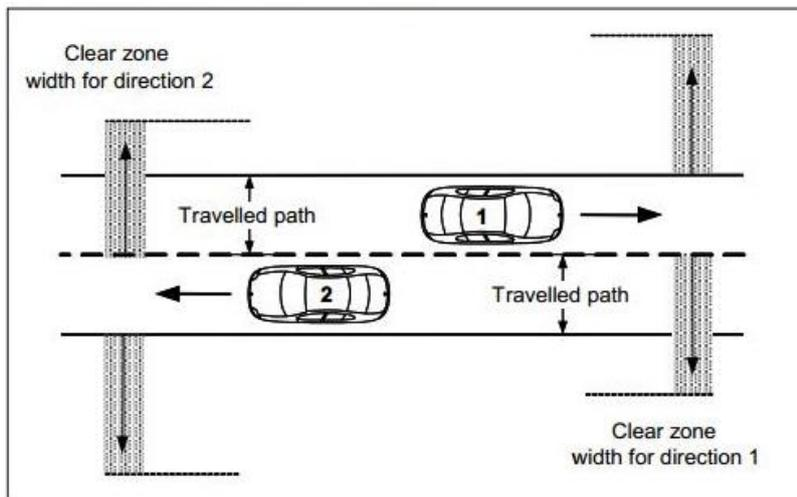 Clear zone
width for direction 2
Travelled path
1
2
Travelled path
Clear zone
width for direction 1